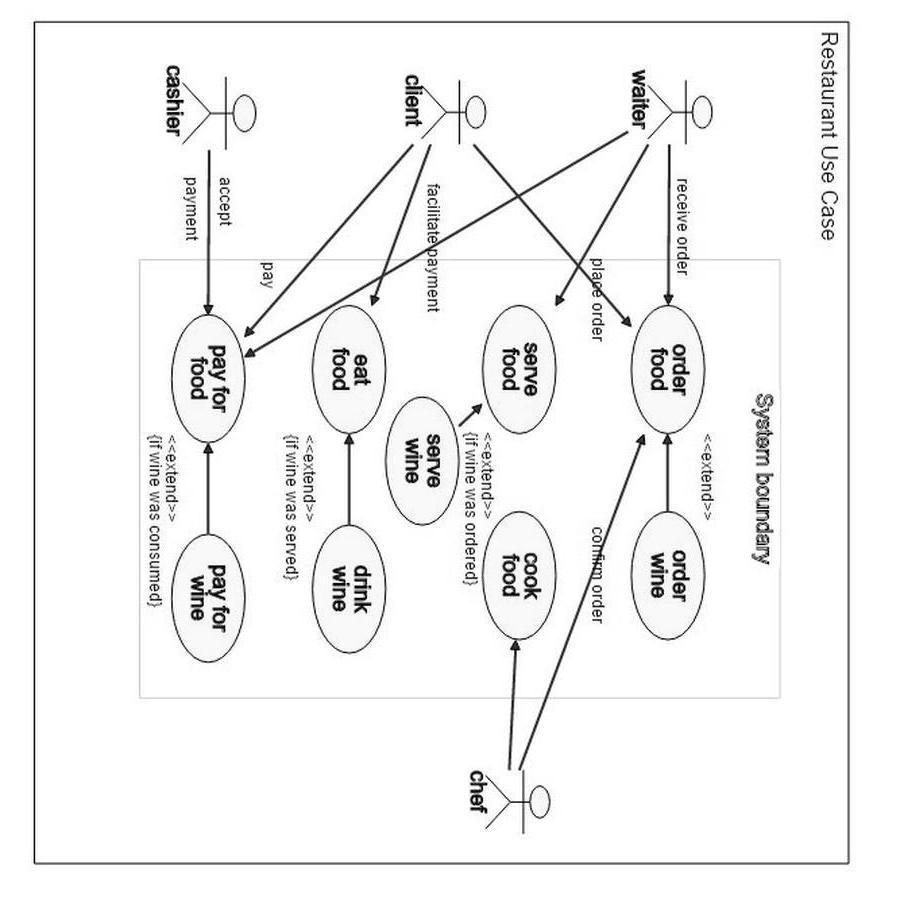 Restaurant Use Case
System boundary
waiter
receive order
order
food
<<extend>>
order
wine
place order
confirm order
serve
food
cook
food
<<extend>>
{if wine was ordered}
serve
wine
chef
client
facilitate payment
eat
food
<<extend>>
{if wine was served}
drink
wine
pay
cashier
accept
payment
pay for
food
<<extend>>
{if wine was consumed}
pay for
wine